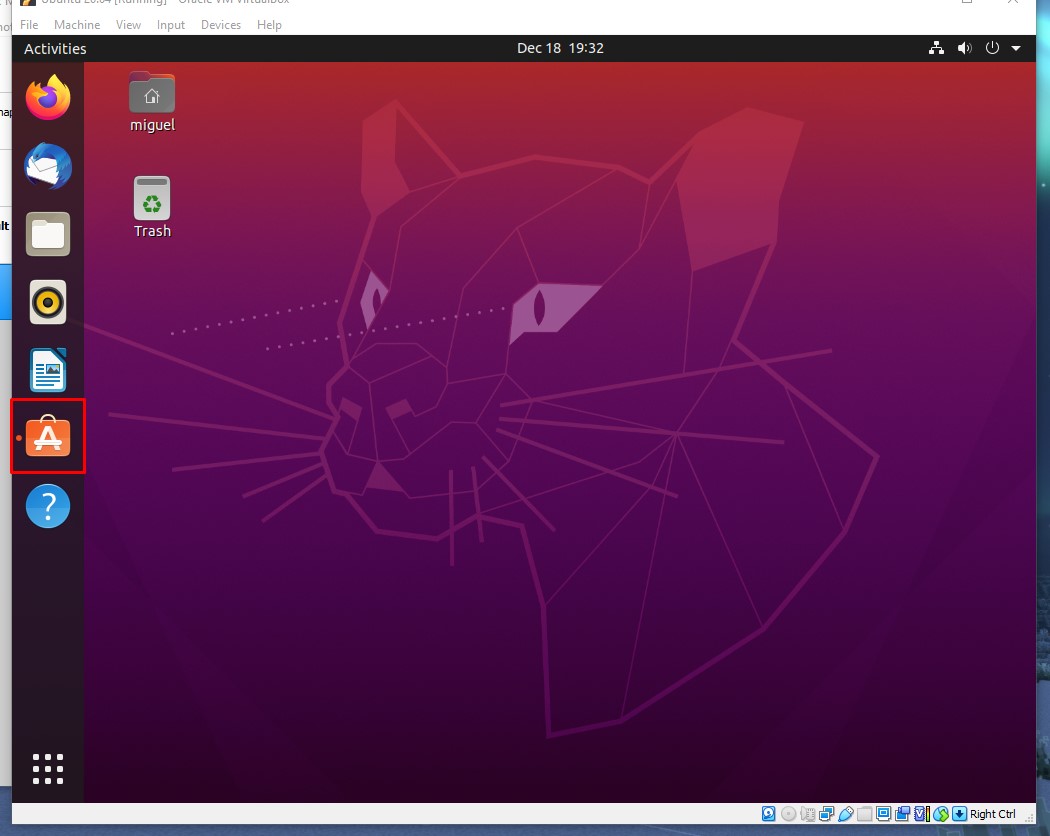 Ubuntu 20.04 [Running] - Oracle VM VirtualBox
File Machine View Input Devices Help
Activities
Dec 18 19:32
miguel
Trash
?
Right Ctrl